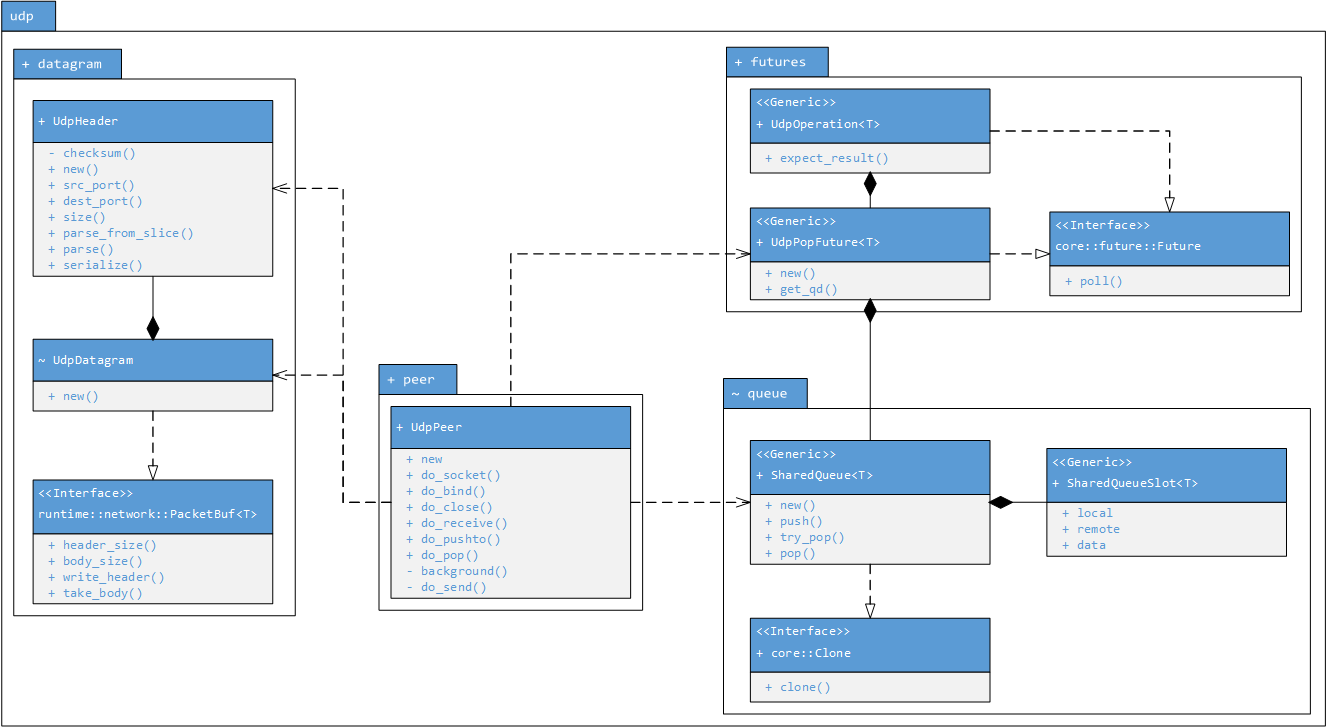 udp
+ datagram
+ UdpHeader
- checksum()
+ new()
+ src_port()
+ dest_port()
+ size()
+ parse_from_slice()
+ parse()
+ serialize()
~ UdpDatagram
+ new()
<<Interface>>
runtime::network::PacketBuf<T>
+ header_size()
+ body_size()
+ write_header()
+ take_body()
+ peer
+ UdpPeer
+ new
+ do_socket()
+ do_bind()
+ do_close()
+ do_receive()
+ do_pushto()
+ do_pop()
- background()
- do_send()
+ futures
<<Generic>>
+ UdpOperation<T>
+ expect_result()
<<Generic>>
+ UdpPopFuture<T>
+ new()
+ get_qd()
<<Interface>>
core::future::Future
+ poll()
~ queue
<<Generic>>
+ SharedQueue<T>
+ new()
+ push()
+ try_pop()
+ pop()
<<Generic>>
+ SharedQueueSlot<T>
+ local
+ remote
+ data
<<Interface>>
+ core::Clone
+ clone()